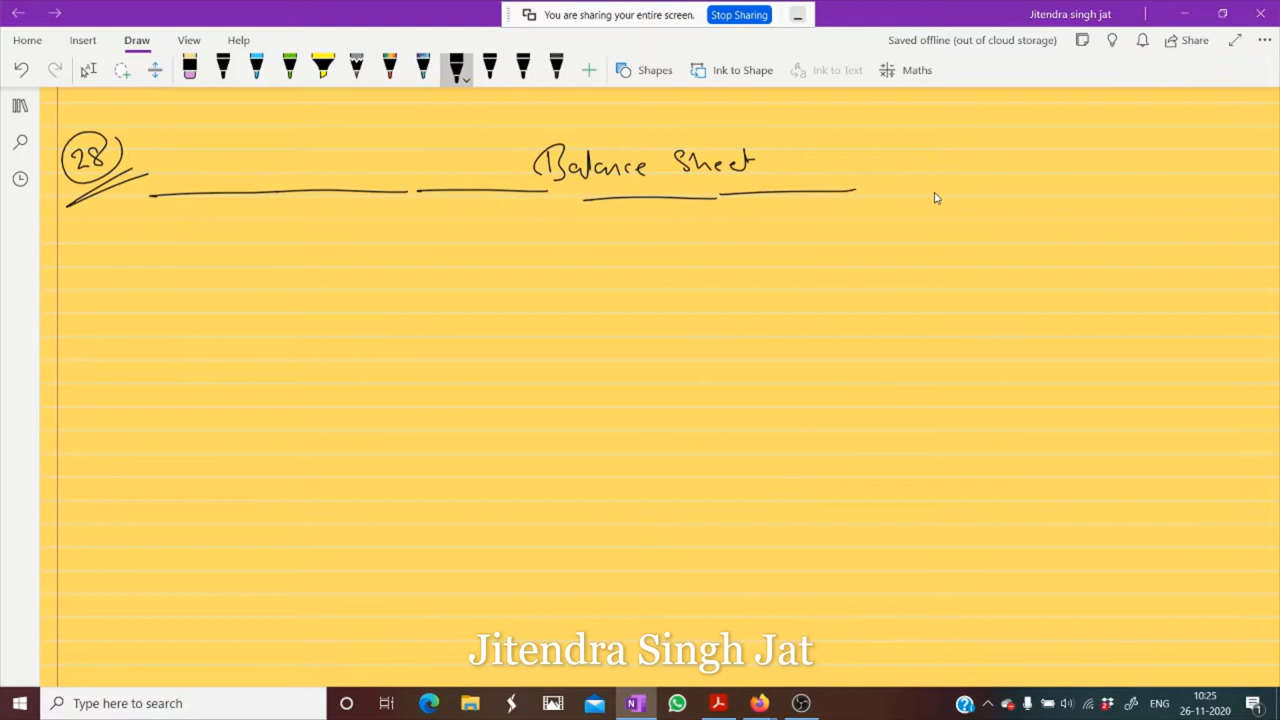 You are sharing your entire screen. Stop Sharing
Jitendra singh jat
Home Insert Draw View Help
Saved offline (out of cloud storage) Share
Shapes Ink to Shape Ink to Text Maths
28
Balance Sheet
Jitendra Singh Jat
Type here to search
ENG
10:25
26-11-2020